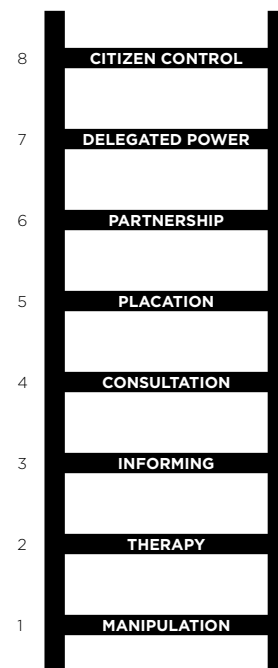 8 CITIZEN CONTROL
7 DELEGATED POWER
6 PARTNERSHIP
5 PLACATION
4 CONSULTATION
3 INFORMING
2 THERAPY
1 MANIPULATION